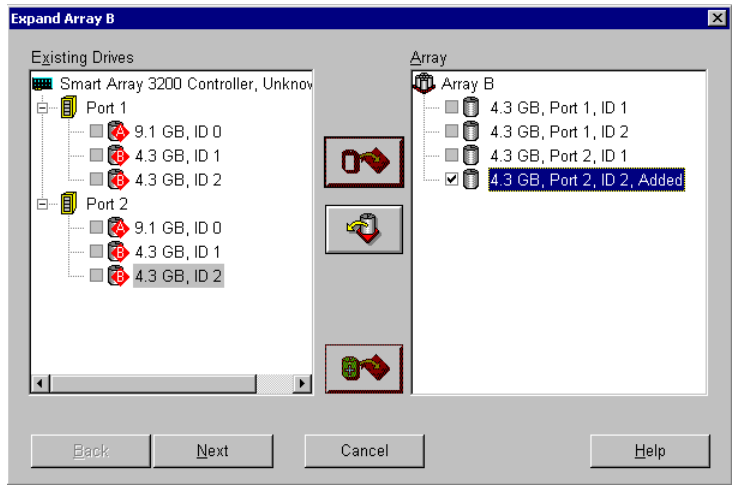 Expand Array B
Existing Drives
Smart Array 3200 Controller, Unknow
Port 1
A 9.1 GB, ID 0
B 4.3 GB, ID 1
B 4.3 GB, ID 2
Port 2
A 9.1 GB, ID 0
B 4.3 GB, ID 1
B 4.3 GB, ID 2
Array
Array B
4.3 GB, Port 1, ID 1
4.3 GB, Port 1, ID 2
4.3 GB, Port 2, ID 1
4.3 GB, Port 2, ID 2, Added
Back
Next
Cancel
Help